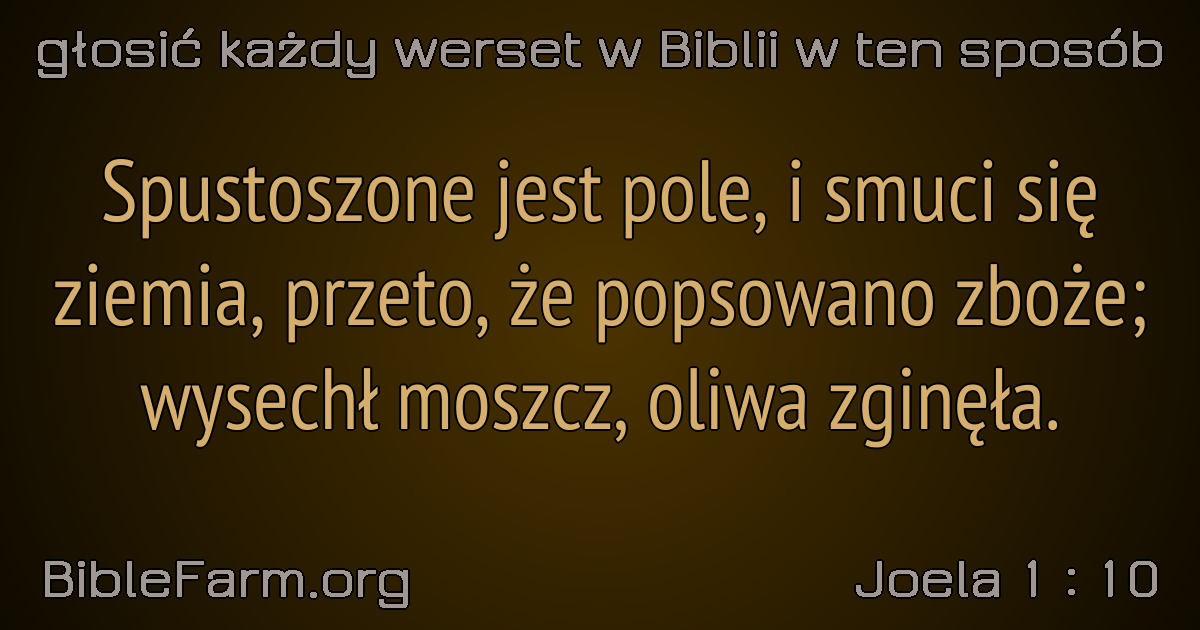 głosić każdy werset w Biblii w ten sposób
Spustoszone jest pole, i smuci się
ziemia, przeto, że popsowano zboże;
wysechł moszcz, oliwa zginęła.
BibleFarm.org
Joela 1 : 10